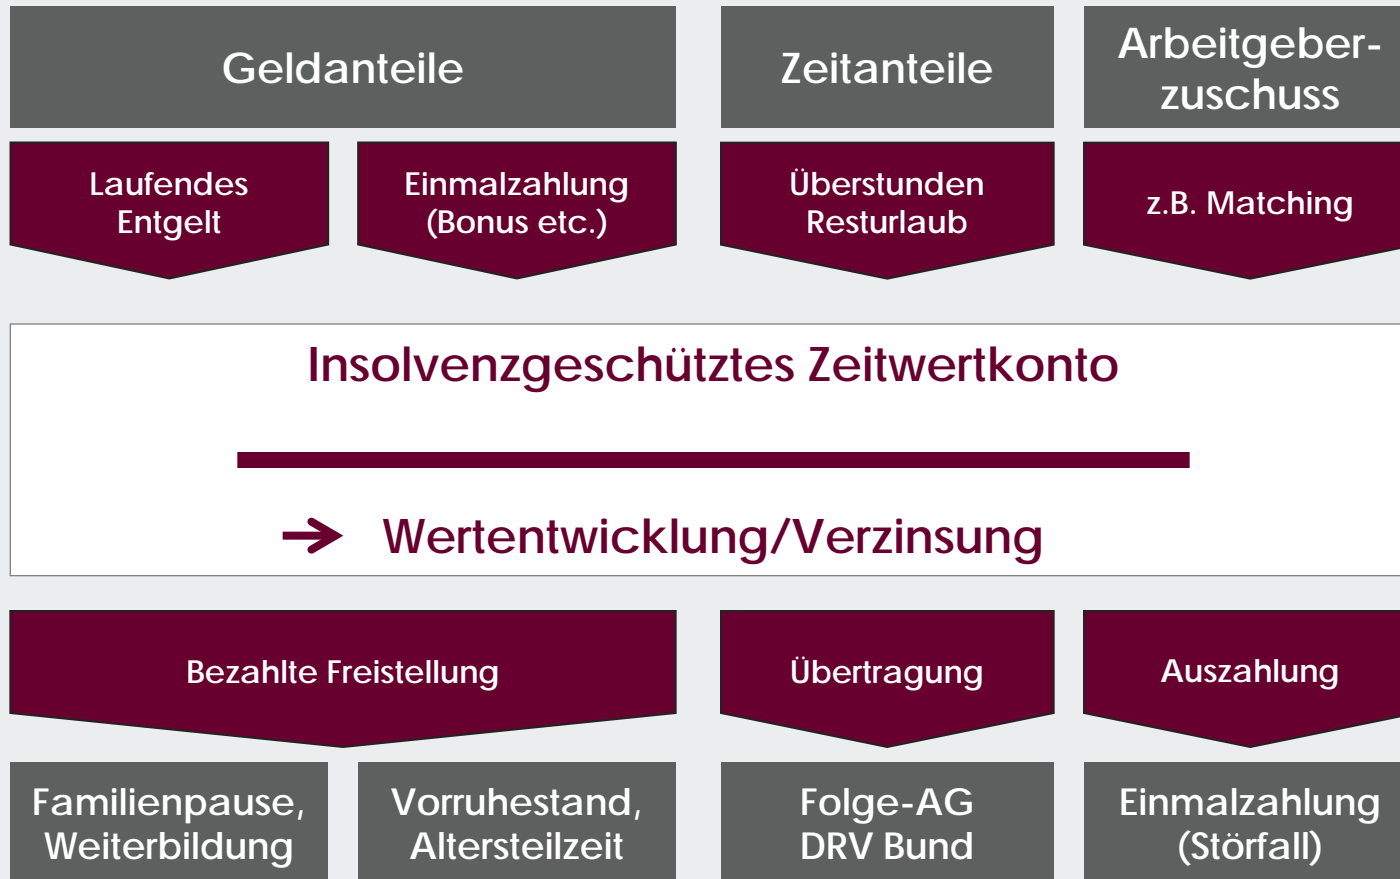 Geldanteile
Zeitanteile
Arbeitgeber-
zuschuss
Laufendes
Entgelt
Einmalzahlung
(Bonus etc.)
Überstunden
Resturlaub
z.B. Matching
Insolvenzgeschütztes Zeitwertkonto
Wertentwicklung/Verzinsung
Bezahlte Freistellung
Übertragung
Auszahlung
Familienpause,
Weiterbildung
Vorruhestand,
Altersteilzeit
Folge-AG
DRV Bund
Einmalzahlung
(Störfall)